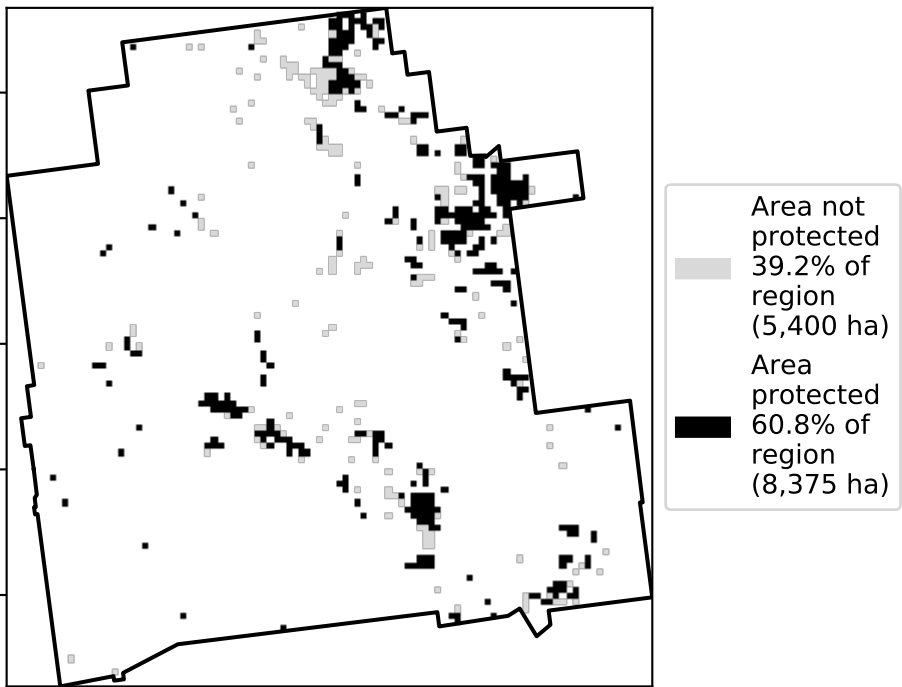 Area not
protected
39.2% of
region
(5,400 ha)
Area
protected
60.8% of
region
(8,375 ha)